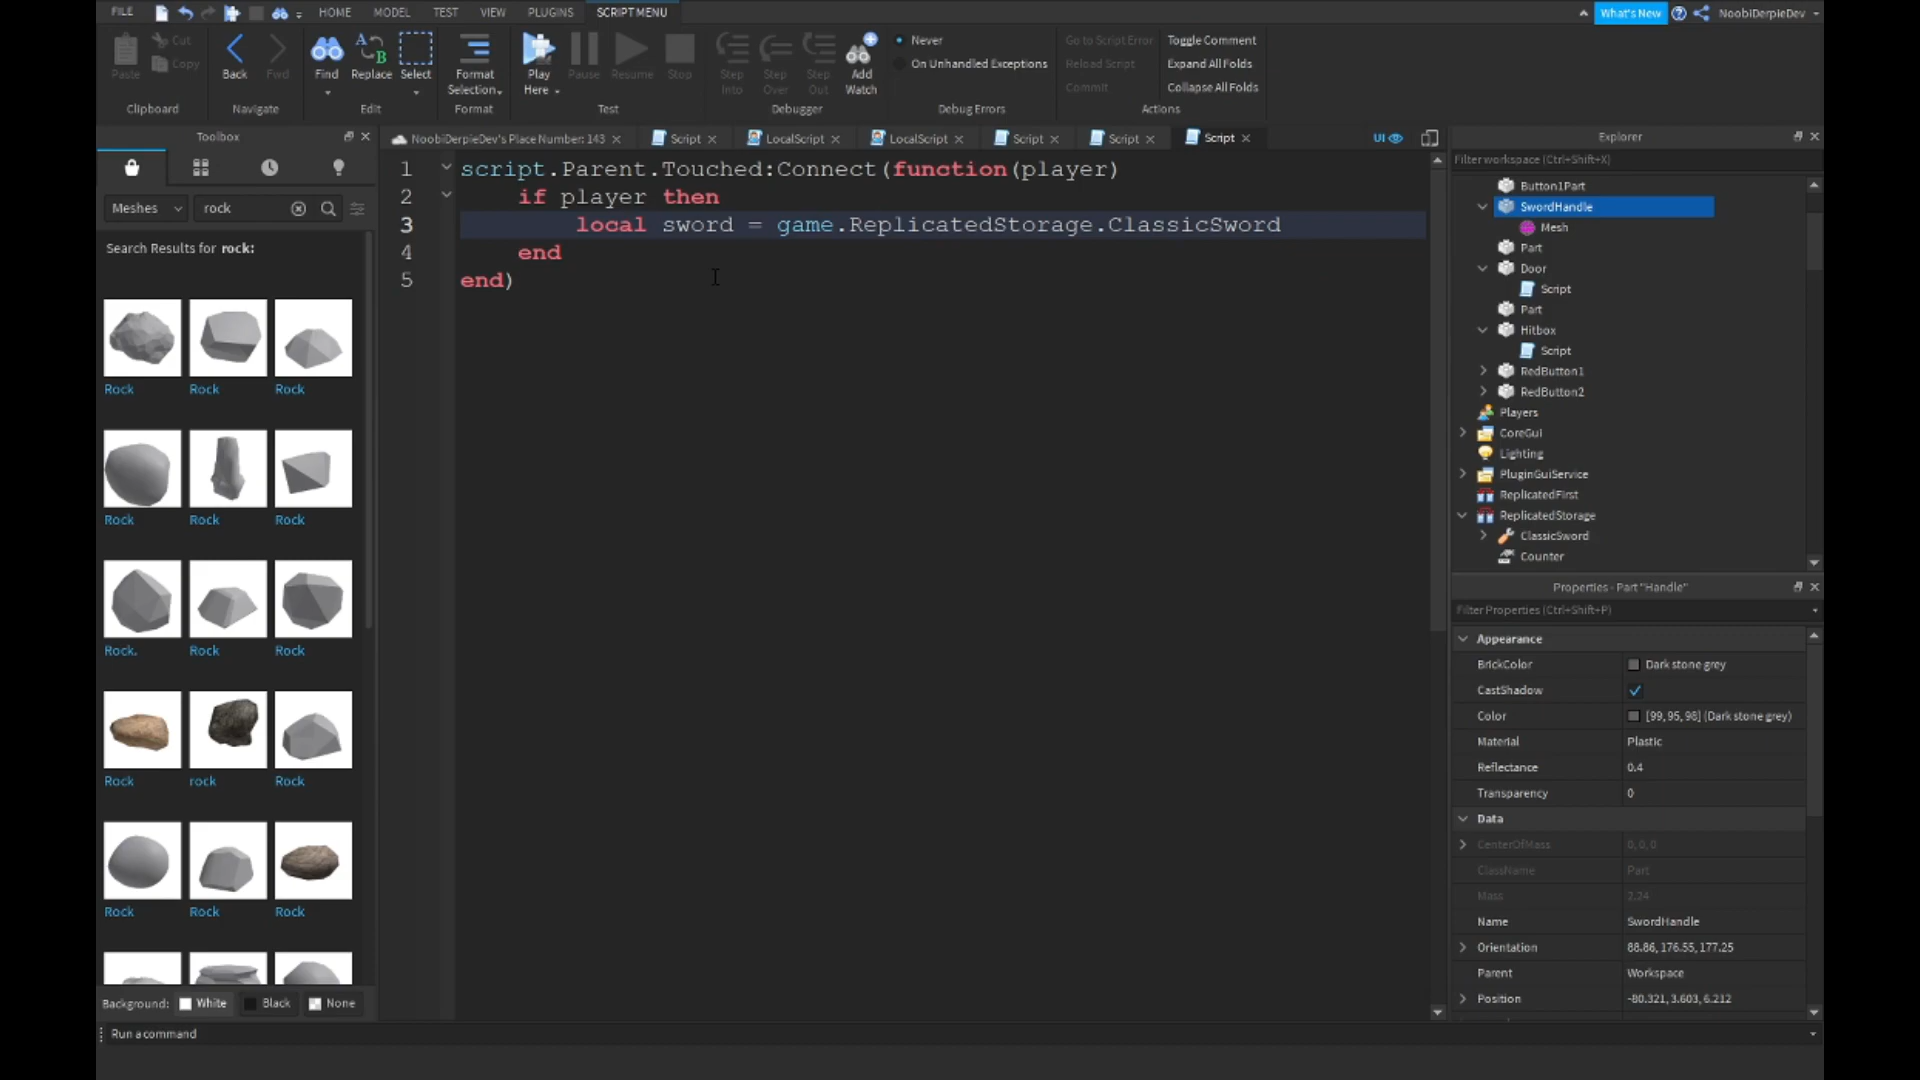 FILE HOME MODEL TEST VIEW PLUGINS SCRIPT MENU What's New NoobiDerpieDev
Cut
Copy
Paste
Clipboard
Back Fwd
Navigate
Find Replace Select
Edit
Format Selection
Format
Play Here Pause Resume Stop
Test
Step Into Step Over Step Out Add Watch
Debugger
Never
On Unhandled Exceptions
Debug Errors
Go to Script Error
Reload Script
Commit
Toggle Comment
Expand All Folds
Collapse All Folds
Actions
Toolbox
Meshes rock
Search Results for rock:
Rock Rock Rock
Rock Rock Rock
Rock. Rock Rock
Rock rock Rock
Rock Rock Rock
Background: White Black None
Run a command
NoobiDerpieDev's Place Number: 143 Script LocalScript LocalScript Script Script Script UI
1 script.Parent.Touched:Connect(function(player)
2 if player then
3 local sword = game.ReplicatedStorage.ClassicSword
4 end
5 end)
Explorer
Filter workspace (Ctrl+Shift+X)
Button1Part
SwordHandle
Mesh
Part
Door
Script
Part
Hitbox
Script
RedButton1
RedButton2
Players
CoreGui
Lighting
PluginGuiService
ReplicatedFirst
ReplicatedStorage
ClassicSword
Counter
Properties - Part "Handle"
Filter Properties (Ctrl+Shift+P)
Appearance
BrickColor Dark stone grey
CastShadow
Color [99, 95, 98] (Dark stone grey)
Material Plastic
Reflectance 0.4
Transparency 0
Data
CenterOfMass 0, 0, 0
ClassName Part
Mass 2.24
Name SwordHandle
Orientation 88.86, 176.55, 177.25
Parent Workspace
Position -80.321, 3.603, 6.212